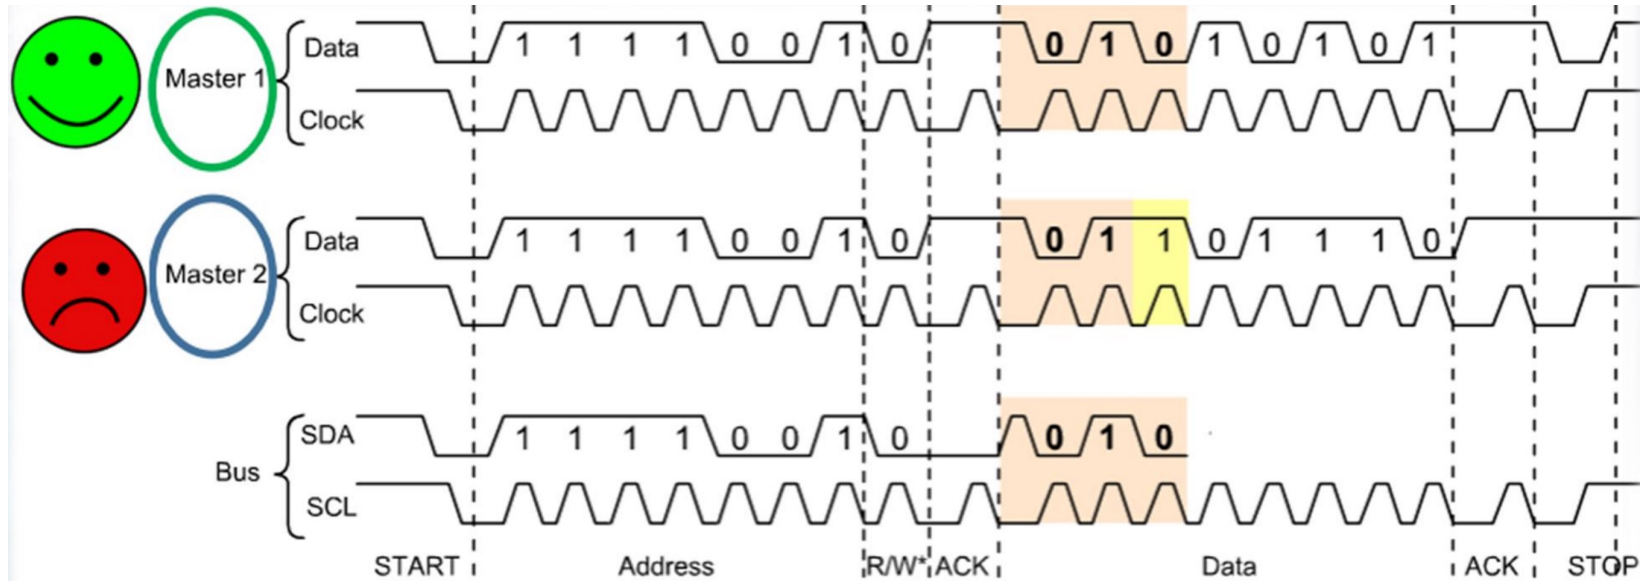 Master 1
Data 1 1 1 1 0 0 1 0 0 1 0 1 0 1 0 1
Clock
Master 2
Data 1 1 1 1 0 0 1 0 0 1 1 0 1 1 1 0
Clock
Bus
SDA 1 1 1 1 0 0 1 0 0 1 0
SCL
START Address R/W* ACK Data ACK STOP